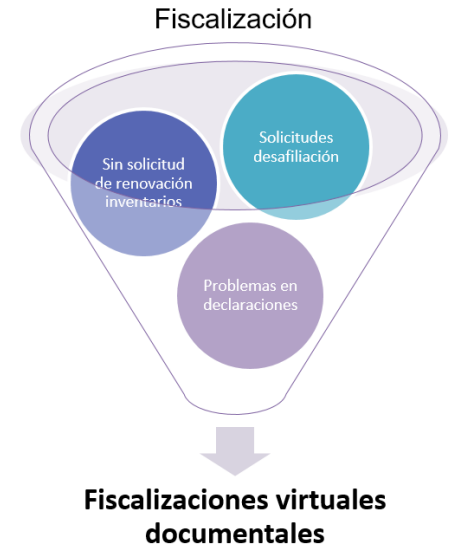 Fiscalización
Solicitudes
desafiliación
Sin solicitud
de renovación
inventarios
Problemas en
declaraciones
Fiscalizaciones virtuales
documentales